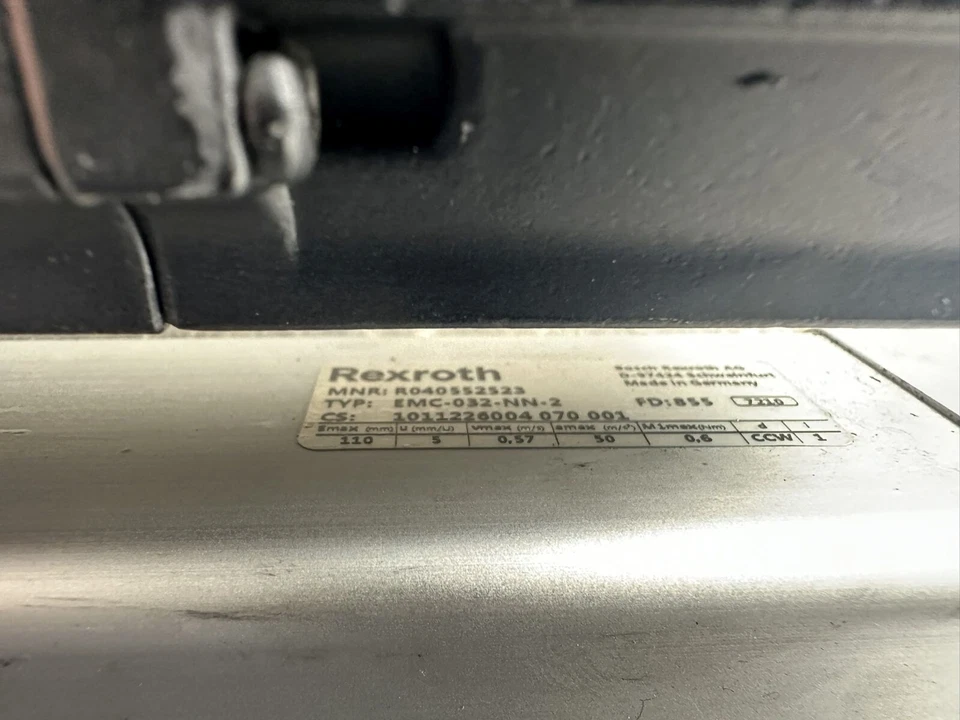 Rexroth
Bosch Rexroth AG
D-97424 Schweinfurt
Made in Germany
MNR: R040552523
TYP: EMC-032-NN-2
FD: 855 7210
CS: 1011226004 070 001
smax (mm) u (mm/U) vmax (m/s) amax (m/s²) M1max(Nm) d i
110 5 0,57 50 0,6 CCW 1